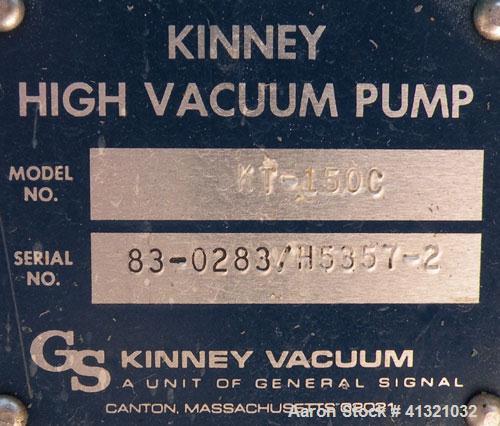 KINNEY
HIGH VACUUM PUMP
MODEL NO. KT-150C
SERIAL NO. 83-0283/H5357-2
GS KINNEY VACUUM
A UNIT OF GENERAL SIGNAL
CANTON, MASSACHUSETTS 02021
Aaron Stock # 41321032